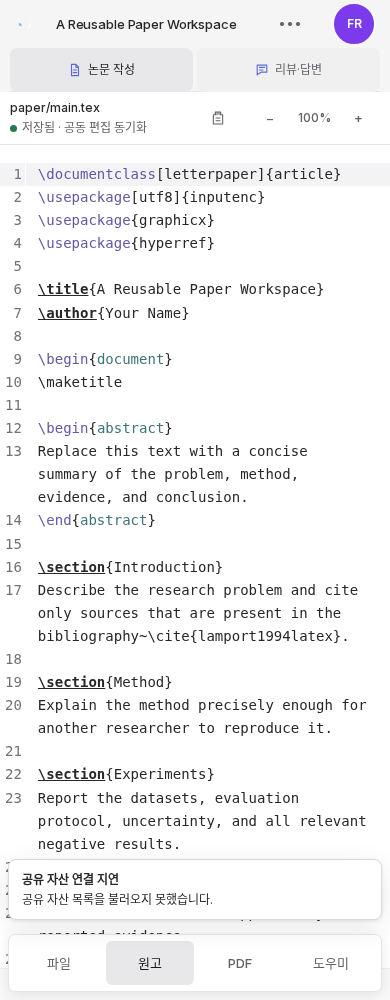 A Reusable Paper Workspace
•••
FR
논문 작성
리뷰·답변
paper/main.tex
저장됨 · 공동 편집 동기화
– 100% +
1 \documentclass[letterpaper]{article}
2 \usepackage[utf8]{inputenc}
3 \usepackage{graphicx}
4 \usepackage{hyperref}
5
6 \title{A Reusable Paper Workspace}
7 \author{Your Name}
8
9 \begin{document}
10 \maketitle
11
12 \begin{abstract}
13 Replace this text with a concise
summary of the problem, method,
evidence, and conclusion.
14 \end{abstract}
15
16 \section{Introduction}
17 Describe the research problem and cite
only sources that are present in the
bibliography~\cite{lamport1994latex}.
18
19 \section{Method}
20 Explain the method precisely enough for
another researcher to reproduce it.
21
22 \section{Experiments}
23 Report the datasets, evaluation
protocol, uncertainty, and all relevant
negative results.
공유 자산 연결 지연
공유 자산 목록을 불러오지 못했습니다.
파일
원고
PDF
도우미